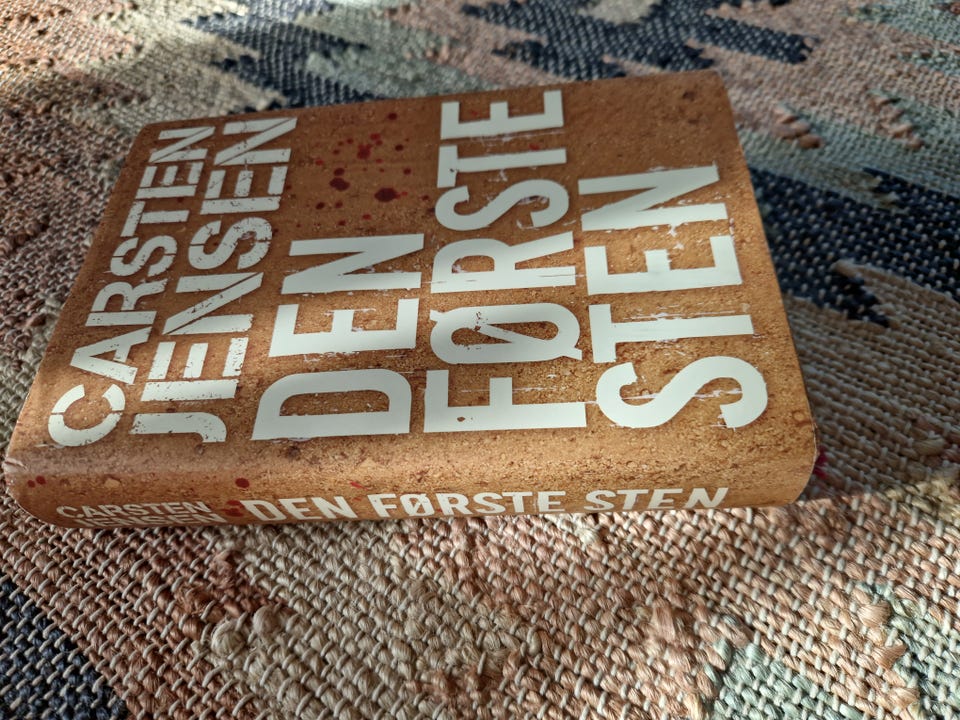 CARSTEN
JENSEN
DEN
FØRSTE
STEN
CARSTEN
JENSEN
DEN FØRSTE STEN